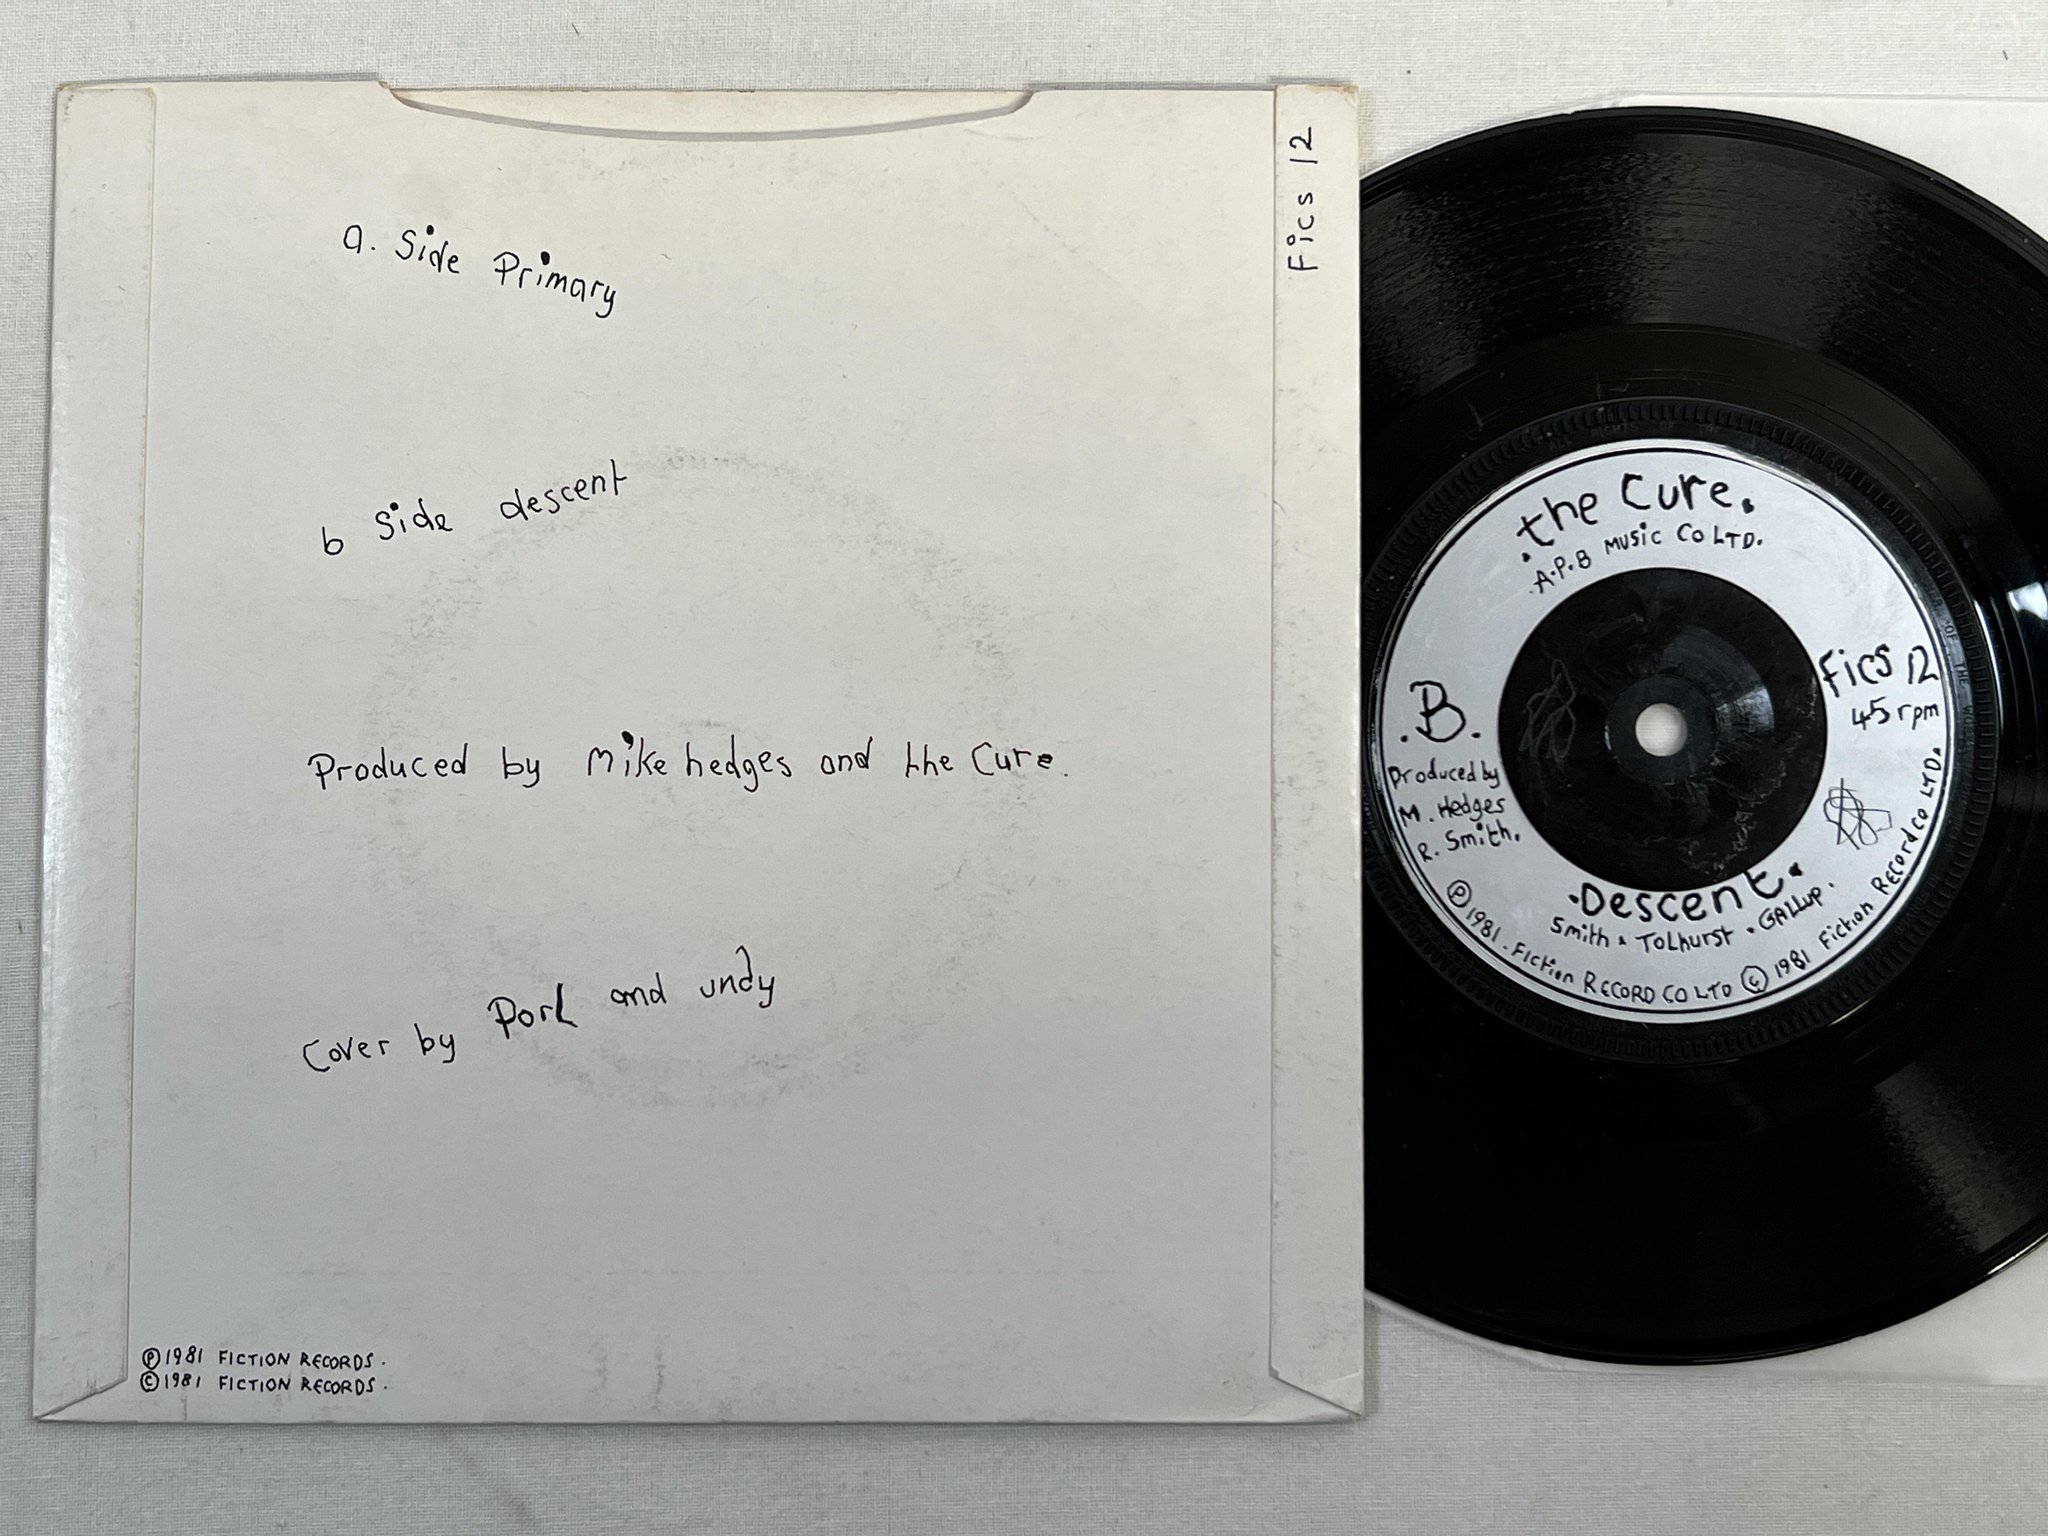 a. Side Primary
b Side descent
Produced by Mike hedges and the Cure.
Cover by Porl and undy
Ⓟ 1981 FICTION RECORDS.
© 1981 FICTION RECORDS.
Fics 12
.the Cure.
.A.P.B MUSIC CO LTD.
.B.
Fics 12
45 rpm
Produced by
M. Hedges
R. Smith.
.Descent.
Smith . Tolhurst . GALLUP.
Ⓟ 1981 . Fiction RECORD CO LTD © 1981 Fiction RECord co LTD.